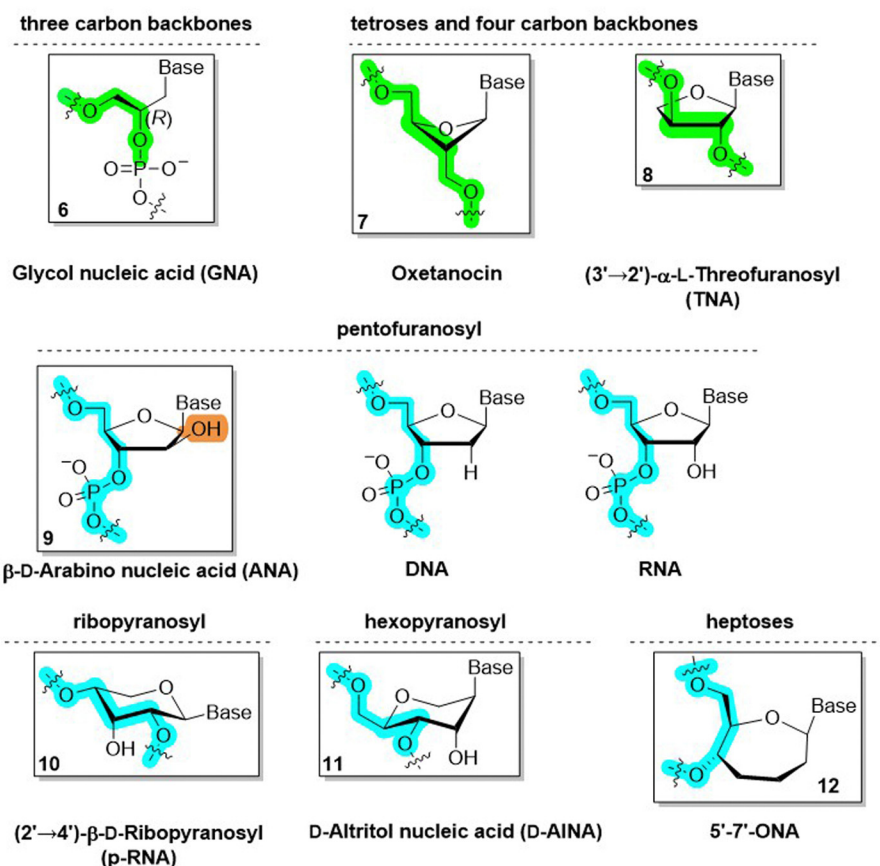 three carbon backbones
tetroses and four carbon backbones
Base
O
(R)
O
O=P–O−
O
6
Base
O
O
O
7
Base
O
O
O
8
Glycol nucleic acid (GNA)
Oxetanocin
(3'→2')-α-L-Threofuranosyl
(TNA)
pentofuranosyl
Base
OH
O
O
−O
O
O=P
O
9
Base
O
O
−O
O
H
O=P
O
Base
O
O
−O
O
OH
O=P
O
β-D-Arabino nucleic acid (ANA)
DNA
RNA
ribopyranosyl
hexopyranosyl
heptoses
O
O
Base
OH
O
10
Base
O
O
O
OH
11
O
O
Base
O
12
(2'→4')-β-D-Ribopyranosyl
(p-RNA)
D-Altritol nucleic acid (D-AlNA)
5'-7'-ONA